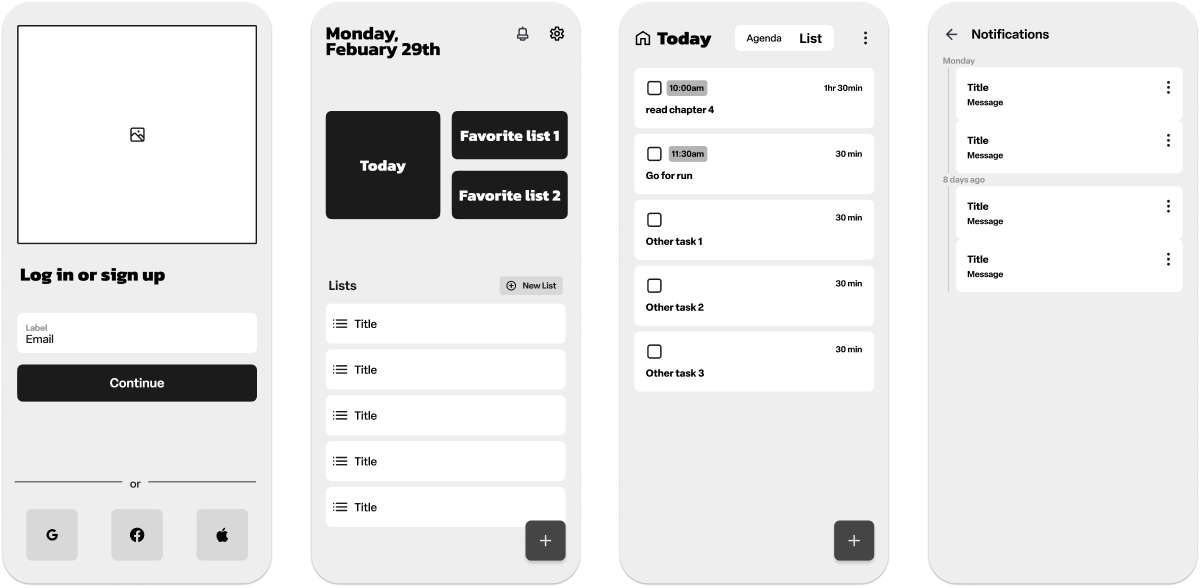 Log in or sign up
Label
Email
Continue
or
G
Monday,
Febuary 29th
Today
Favorite list 1
Favorite list 2
Lists
New List
Title
Title
Title
Title
Title
Today
Agenda
List
10:00am
1hr 30min
read chapter 4
11:30am
30 min
Go for run
30 min
Other task 1
30 min
Other task 2
30 min
Other task 3
Notifications
Monday
Title
Message
Title
Message
8 days ago
Title
Message
Title
Message